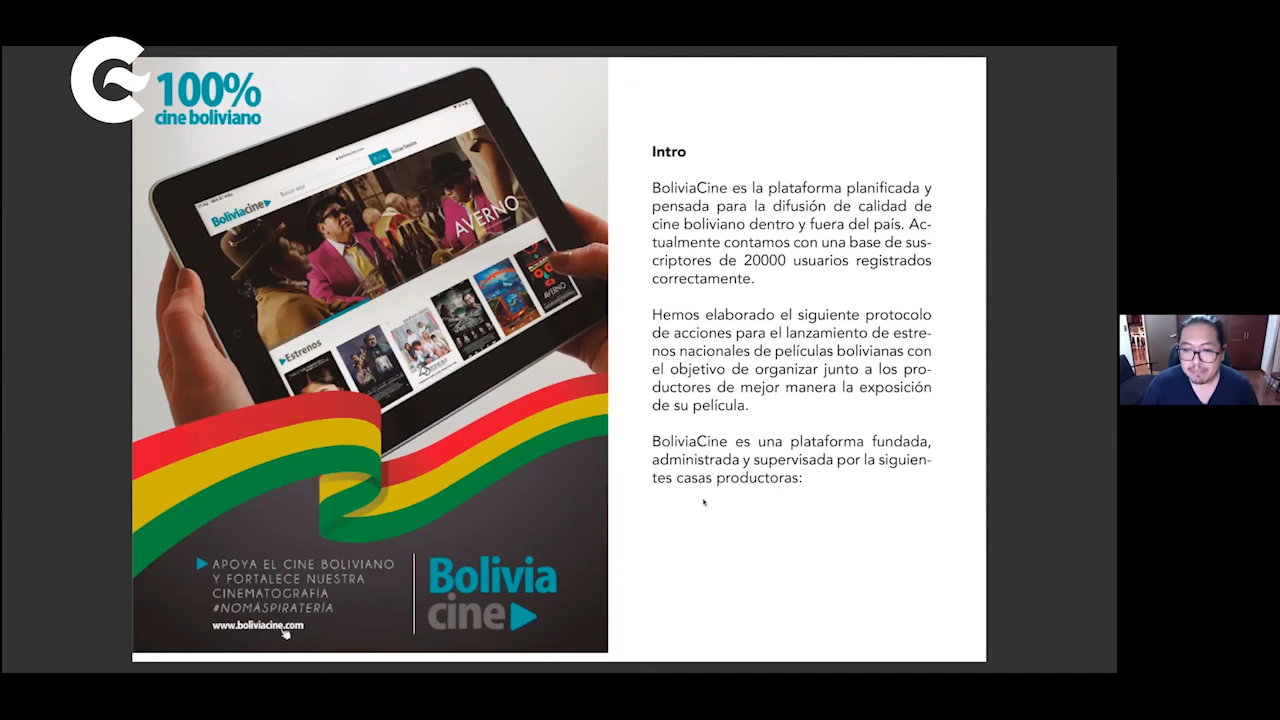 100%
cine boliviano
Boliviacine
Buscar aquí
Iniciar Sesión
AVERNO
Estrenos
AVERNO
APOYA EL CINE BOLIVIANO
Y FORTALECE NUESTRA
CINEMATOGRAFÍA
#NOMÁSPIRATERÍA
www.boliviacine.com
Bolivia
cine
Intro
BoliviaCine es la plataforma planificada y
pensada para la difusión de calidad de
cine boliviano dentro y fuera del país. Ac-
tualmente contamos con una base de sus-
criptores de 20000 usuarios registrados
correctamente.
Hemos elaborado el siguiente protocolo
de acciones para el lanzamiento de estre-
nos nacionales de películas bolivianas con
el objetivo de organizar junto a los pro-
ductores de mejor manera la exposición
de su película.
BoliviaCine es una plataforma fundada,
administrada y supervisada por la siguien-
tes casas productoras: